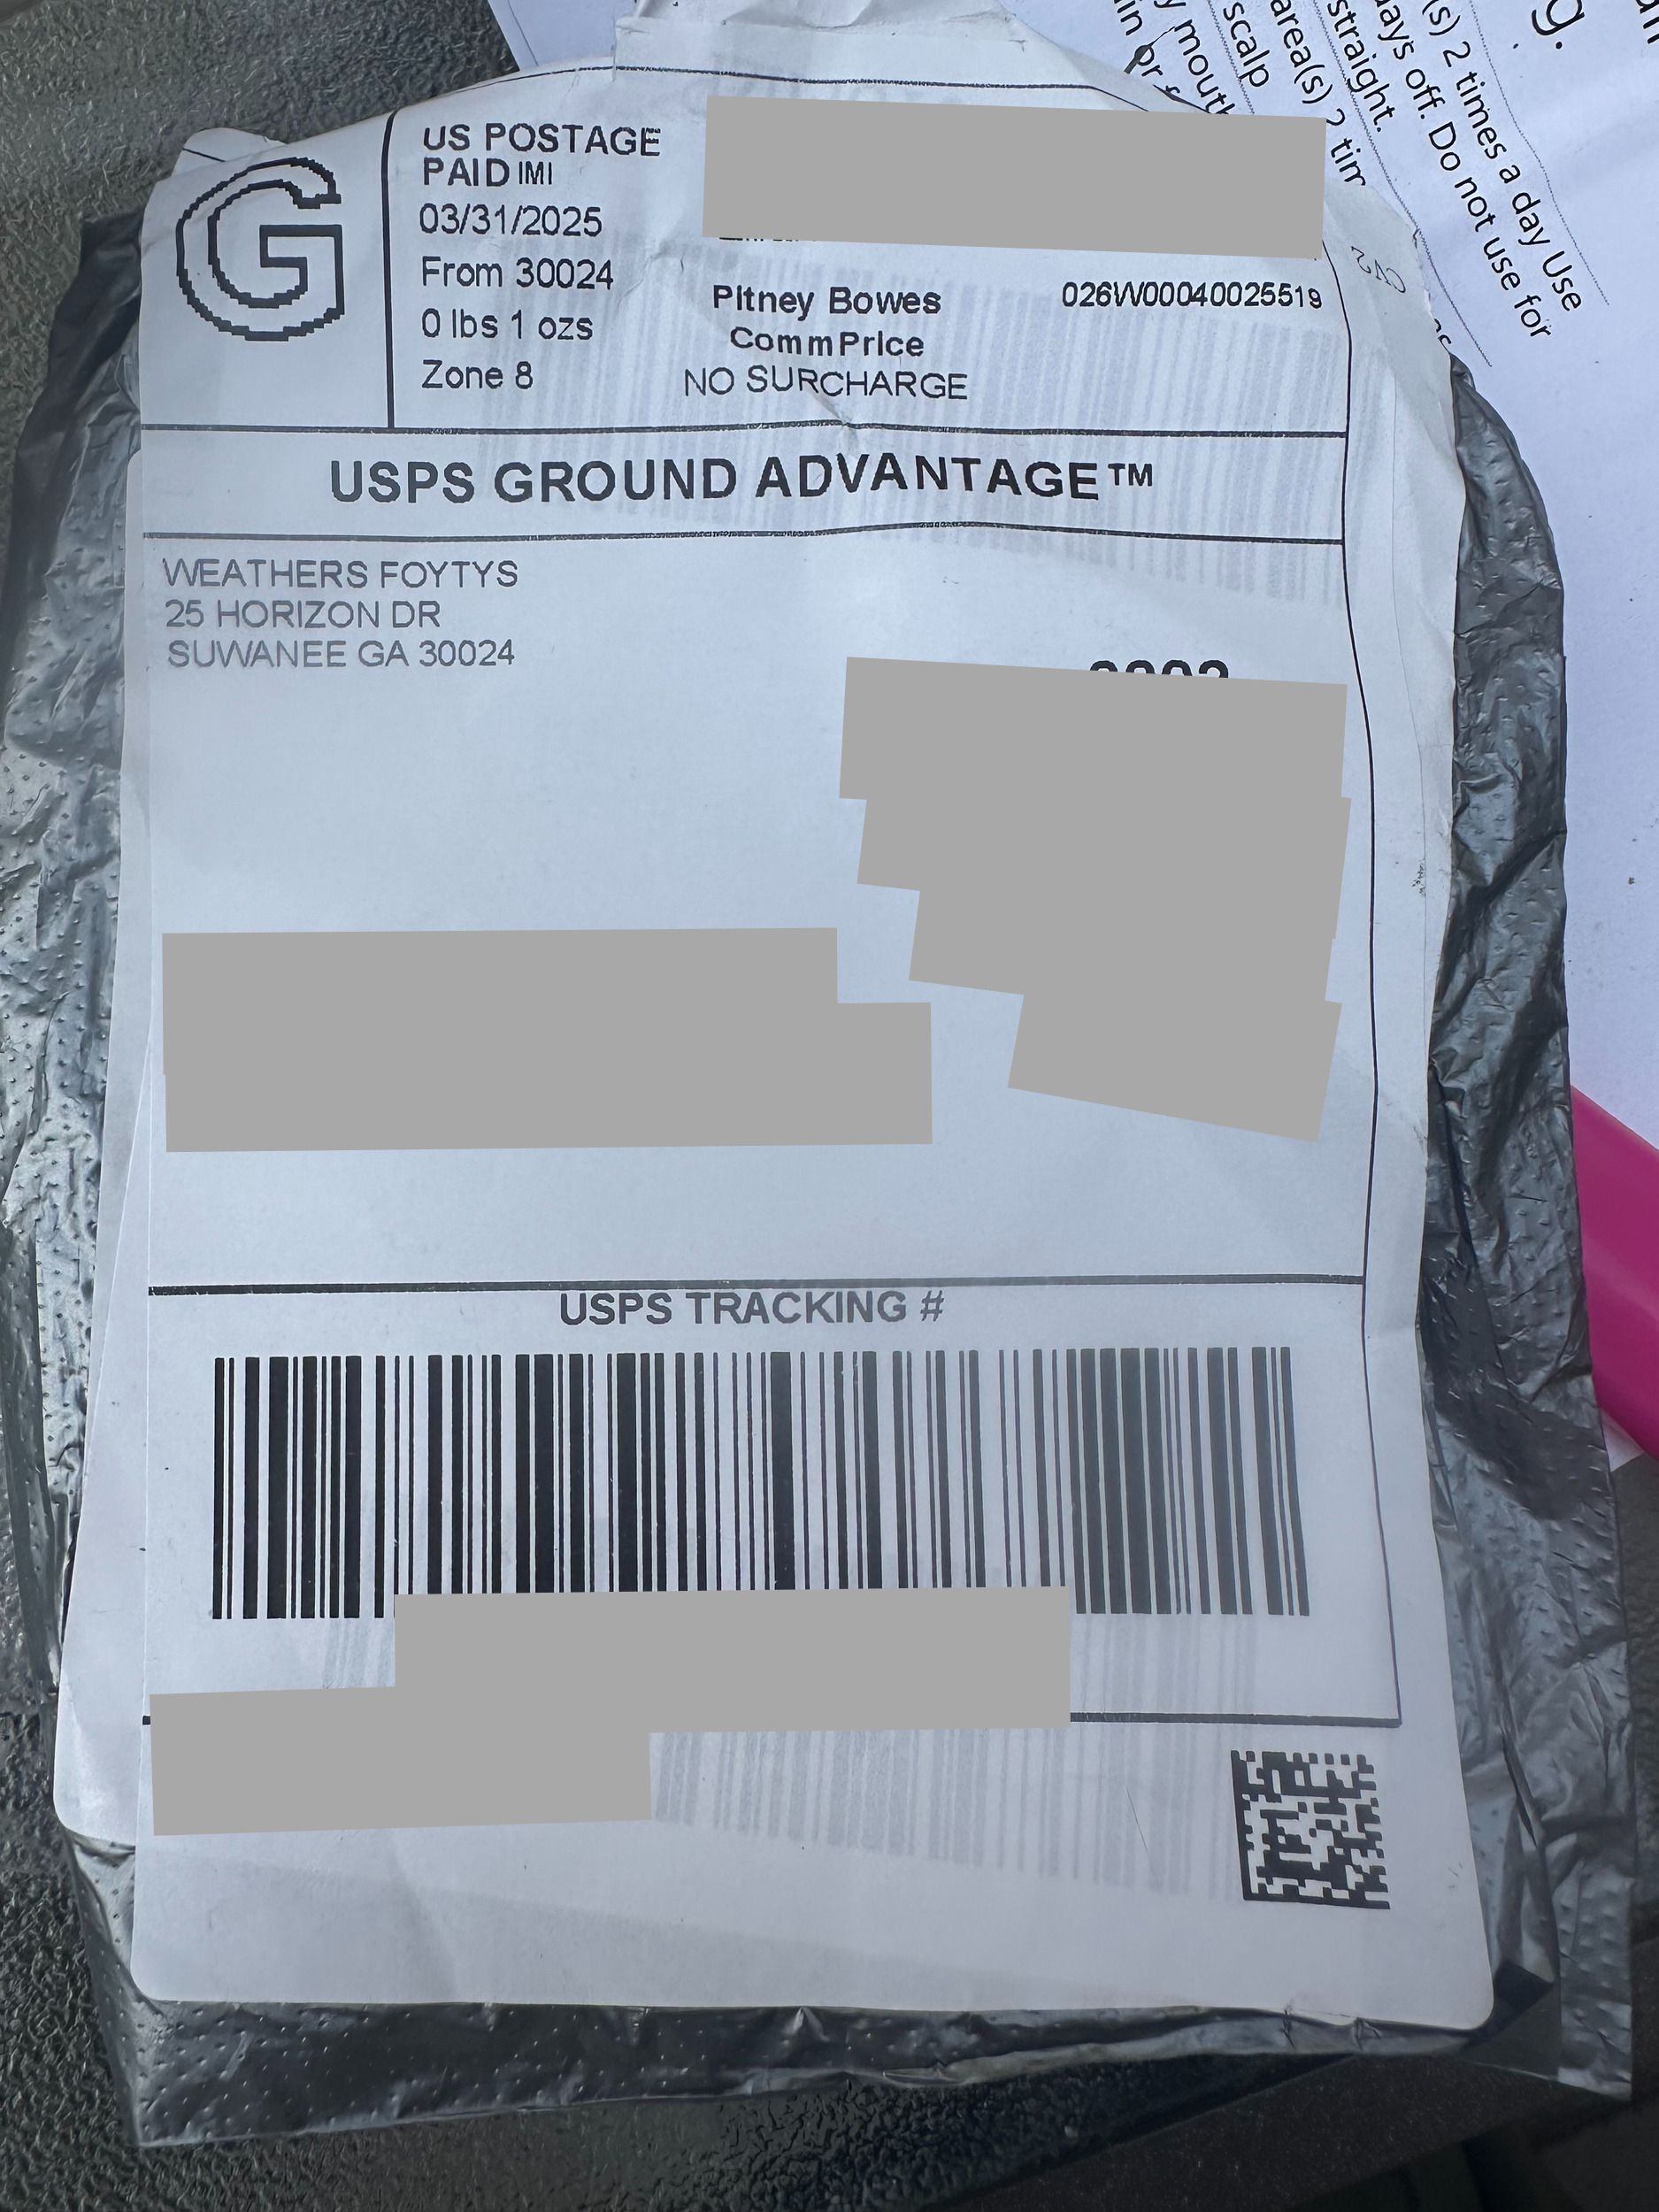 G
US POSTAGE
PAID IMI
03/31/2025
From 30024
0 lbs 1 ozs
Zone 8
Pitney Bowes
CommPrice
NO SURCHARGE
026W00040025519
USPS GROUND ADVANTAGE™
WEATHERS FOYTYS
25 HORIZON DR
SUWANEE GA 30024
USPS TRACKING #
g.
(s) 2 times a day Use
days off. Do not use for
straight.
area(s) 2
scalp
mouth